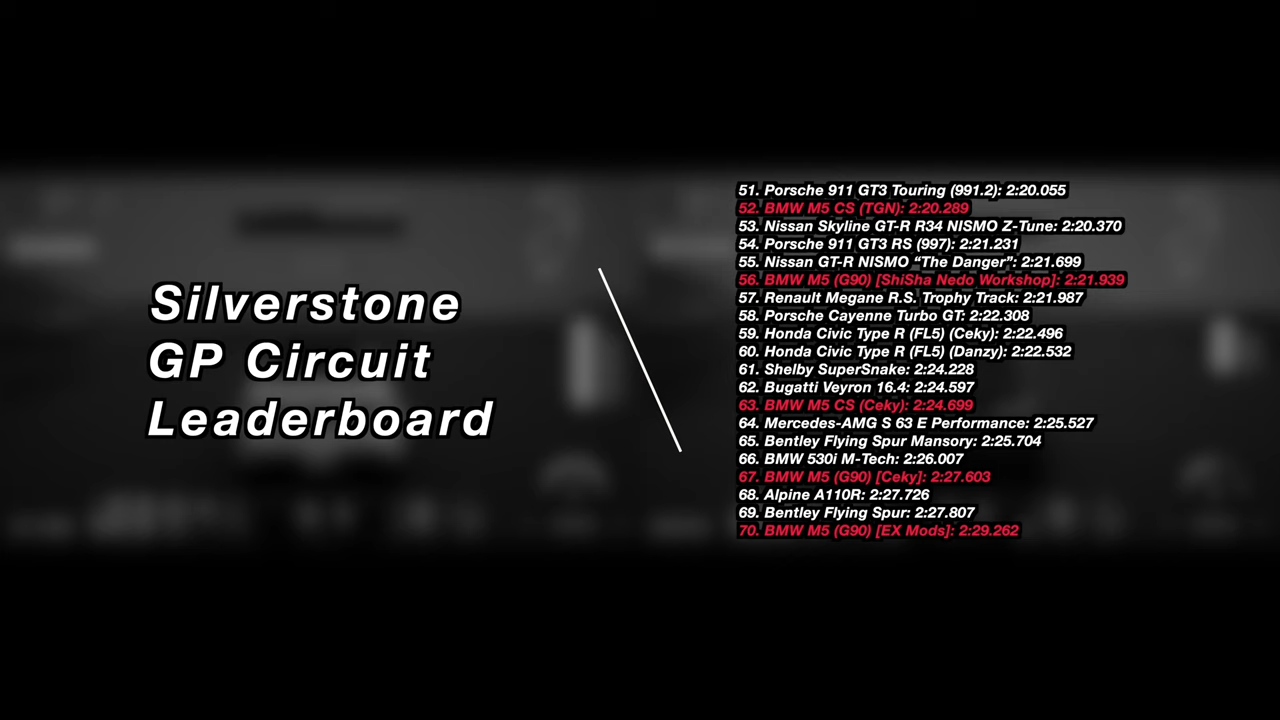 Silverstone
GP Circuit
Leaderboard
51. Porsche 911 GT3 Touring (991.2): 2:20.055
52. BMW M5 CS (TGN): 2:20.289
53. Nissan Skyline GT-R R34 NISMO Z-Tune: 2:20.370
54. Porsche 911 GT3 RS (997): 2:21.231
55. Nissan GT-R NISMO “The Danger”: 2:21.699
56. BMW M5 (G90) [ShiSha Nedo Workshop]: 2:21.939
57. Renault Megane R.S. Trophy Track: 2:21.987
58. Porsche Cayenne Turbo GT: 2:22.308
59. Honda Civic Type R (FL5) (Ceky): 2:22.496
60. Honda Civic Type R (FL5) (Danzy): 2:22.532
61. Shelby SuperSnake: 2:24.228
62. Bugatti Veyron 16.4: 2:24.597
63. BMW M5 CS (Ceky): 2:24.699
64. Mercedes-AMG S 63 E Performance: 2:25.527
65. Bentley Flying Spur Mansory: 2:25.704
66. BMW 530i M-Tech: 2:26.007
67. BMW M5 (G90) [Ceky]: 2:27.603
68. Alpine A110R: 2:27.726
69. Bentley Flying Spur: 2:27.807
70. BMW M5 (G90) [EX Mods]: 2:29.262